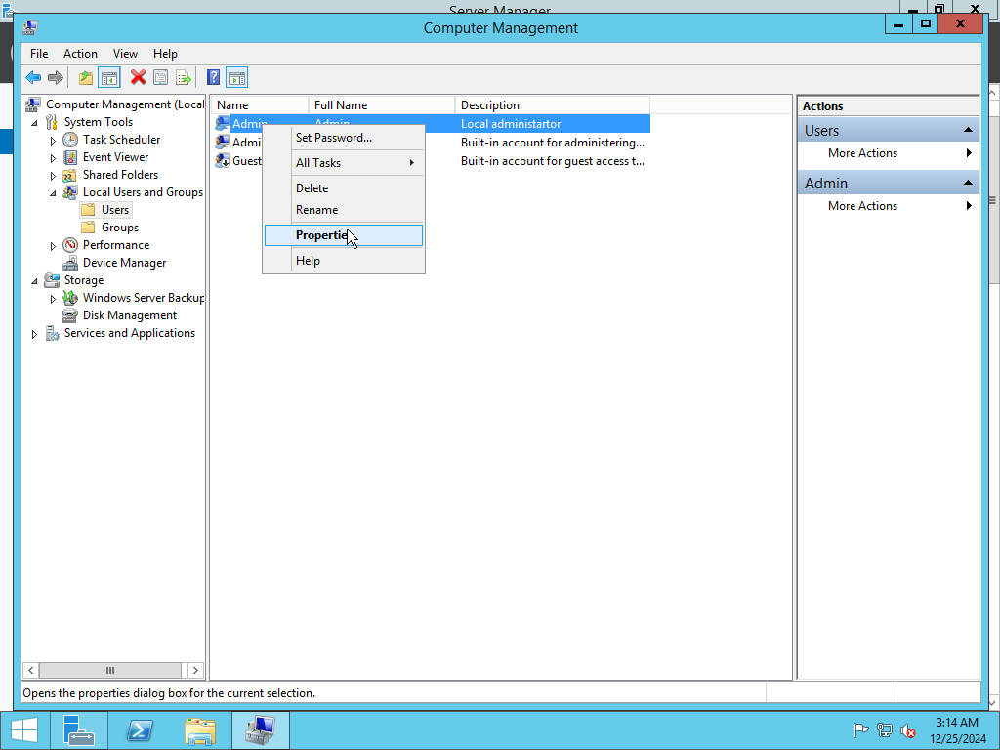 Server Manager
Computer Management
File Action View Help
Computer Management (Local
System Tools
Task Scheduler
Event Viewer
Shared Folders
Local Users and Groups
Users
Groups
Performance
Device Manager
Storage
Windows Server Backup
Disk Management
Services and Applications
Name Full Name Description
Admin Admin Local administartor
Admi Built-in account for administering...
Guest Built-in account for guest access t...
Set Password...
All Tasks
Delete
Rename
Propertie
Help
Actions
Users
More Actions
Admin
More Actions
Opens the properties dialog box for the current selection.
3:14 AM
12/25/2024